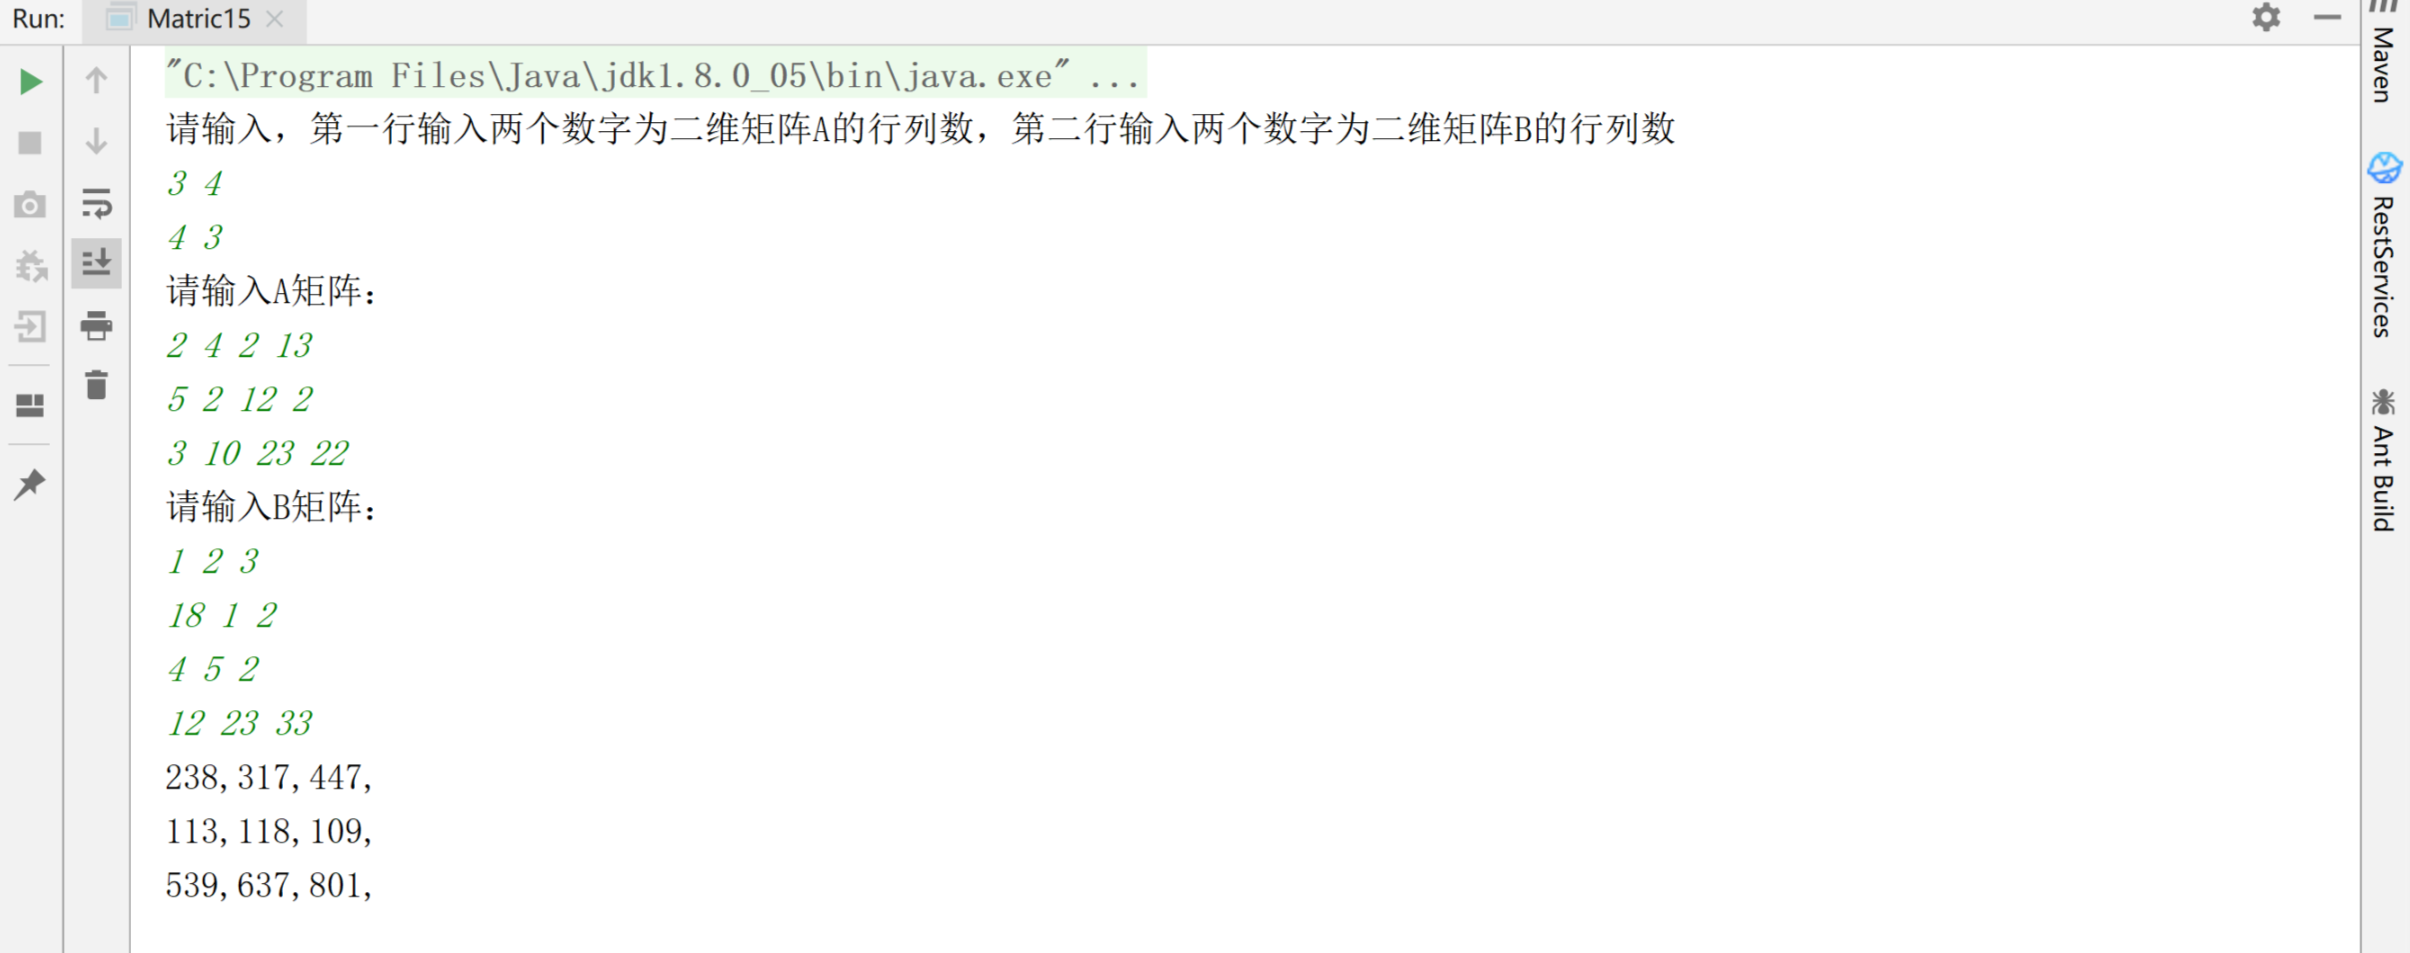 Run: Matric15
"C:\Program Files\Java\jdk1.8.0_05\bin\java.exe" ...
请输入，第一行输入两个数字为二维矩阵A的行列数，第二行输入两个数字为二维矩阵B的行列数
3 4
4 3
请输入A矩阵：
2 4 2 13
5 2 12 2
3 10 23 22
请输入B矩阵：
1 2 3
18 1 2
4 5 2
12 23 33
238,317,447,
113,118,109,
539,637,801,
Maven
RestServices
Ant Build